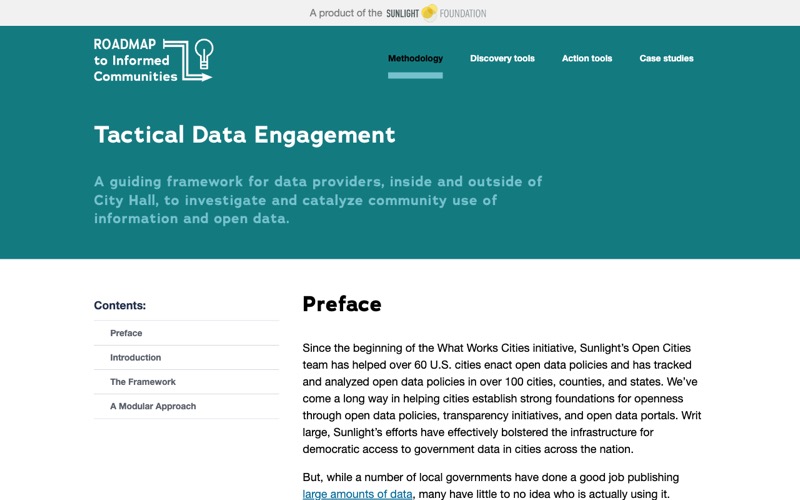 A product of the SUNLIGHT FOUNDATION
ROADMAP
to Informed
Communities
Methodology
Discovery tools
Action tools
Case studies
Tactical Data Engagement
A guiding framework for data providers, inside and outside of
City Hall, to investigate and catalyze community use of
information and open data.
Contents:
Preface
Introduction
The Framework
A Modular Approach
Preface
Since the beginning of the What Works Cities initiative, Sunlight’s Open Cities
team has helped over 60 U.S. cities enact open data policies and has tracked
and analyzed open data policies in over 100 cities, counties, and states. We’ve
come a long way in helping cities establish strong foundations for openness
through open data policies, transparency initiatives, and open data portals. Writ
large, Sunlight’s efforts have effectively bolstered the infrastructure for
democratic access to government data in cities across the nation.
But, while a number of local governments have done a good job publishing
large amounts of data, many have little to no idea who is actually using it.